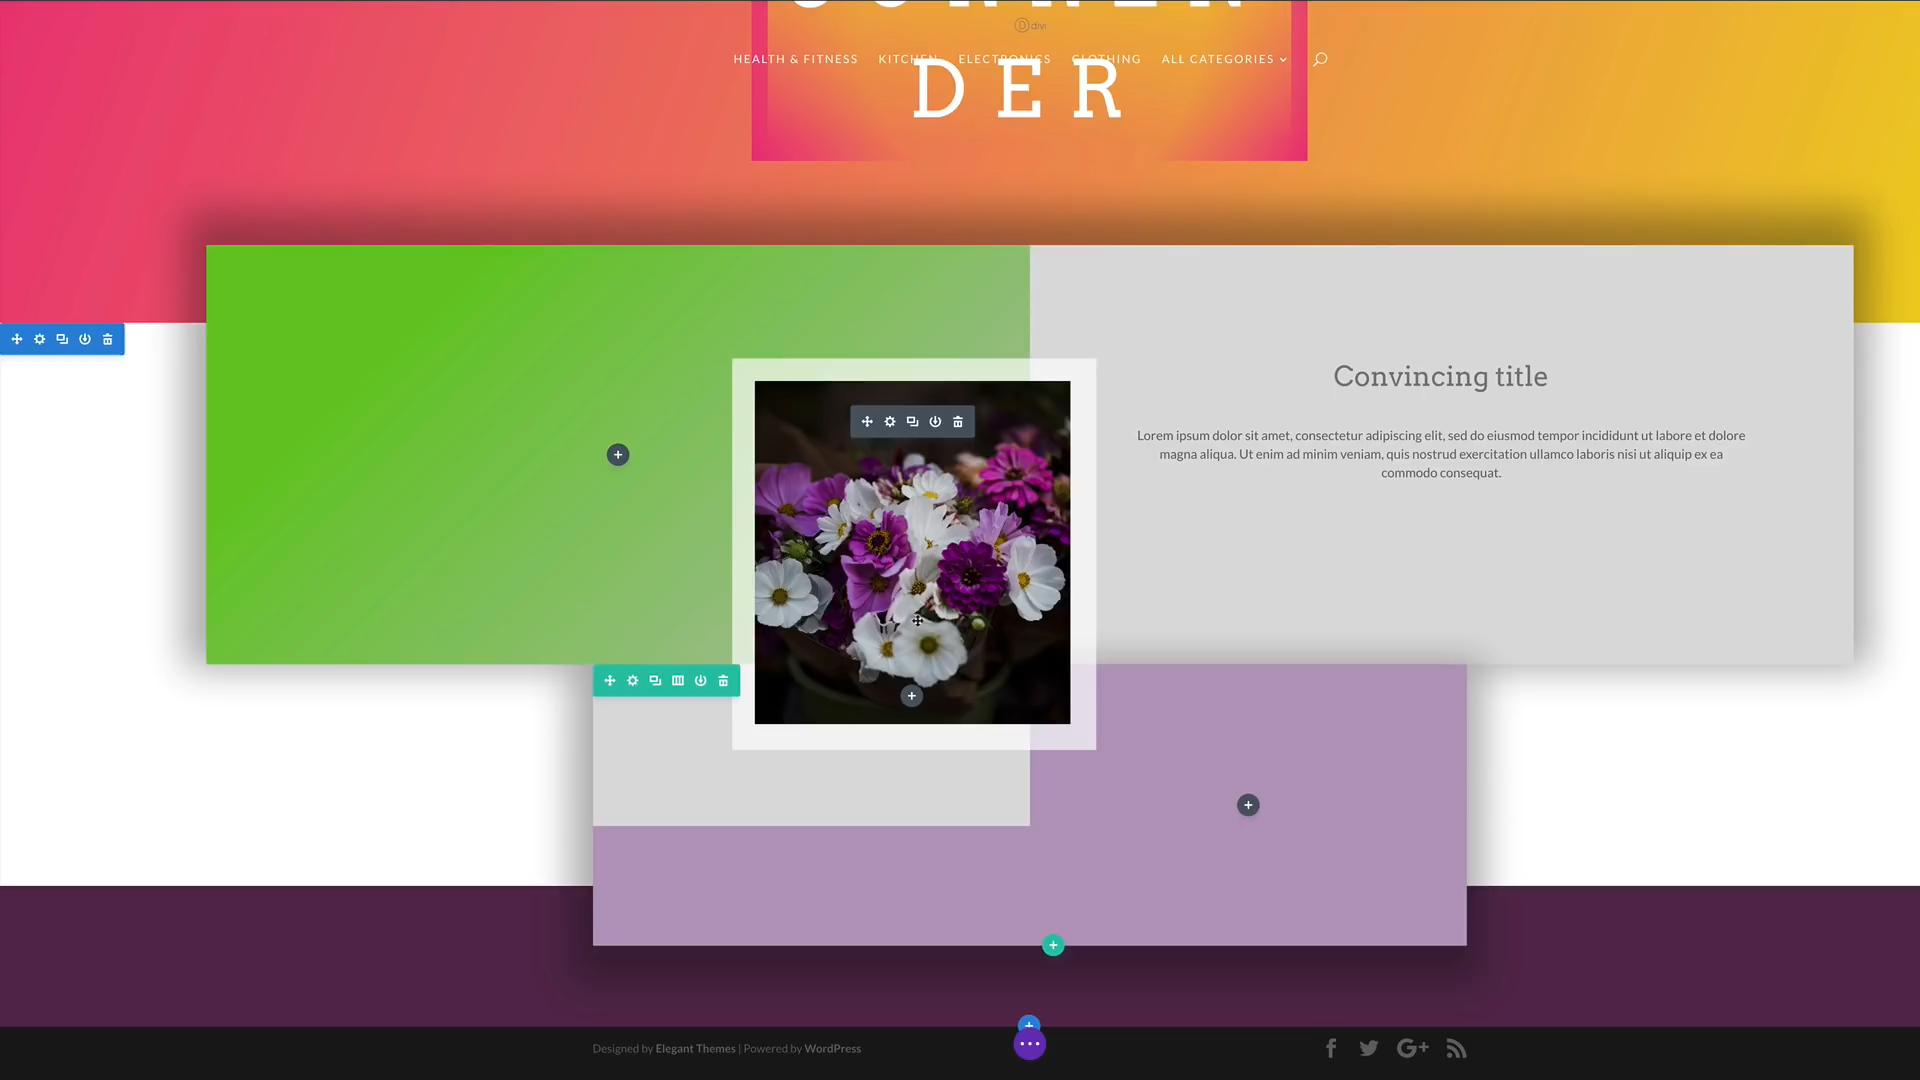 divi
HEALTH & FITNESS KITCHEN ELECTRONICS CLOTHING ALL CATEGORIES
DER
Convincing title
Lorem ipsum dolor sit amet, consectetur adipiscing elit, sed do eiusmod tempor incididunt ut labore et dolore
magna aliqua. Ut enim ad minim veniam, quis nostrud exercitation ullamco laboris nisi ut aliquip ex ea
commodo consequat.
Designed by Elegant Themes | Powered by WordPress